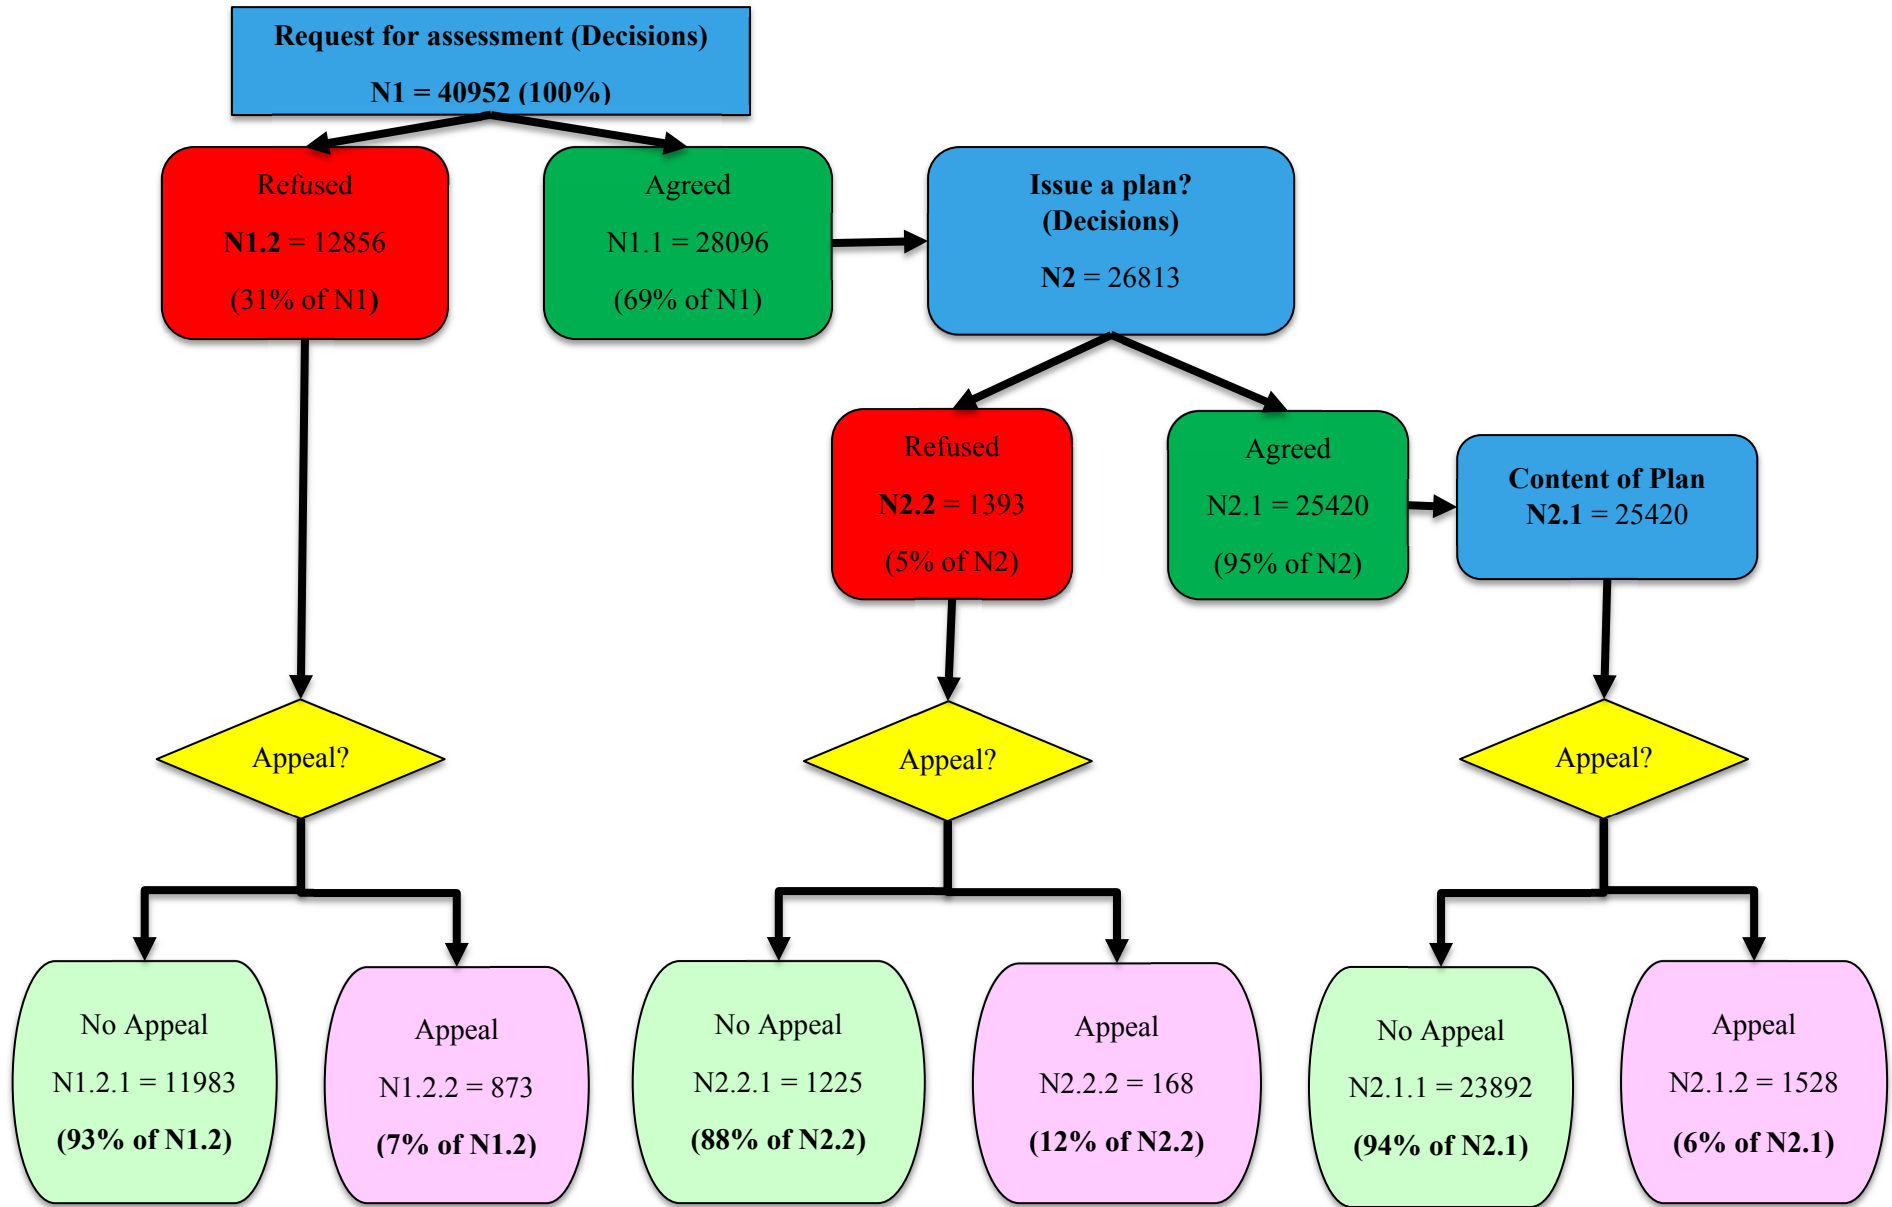 Request for assessment (Decisions)
N1 = 40952 (100%)
Refused
N1.2 = 12856
(31% of N1)
Agreed
N1.1 = 28096
(69% of N1)
Issue a plan?
(Decisions)
N2 = 26813
Refused
N2.2 = 1393
(5% of N2)
Agreed
N2.1 = 25420
(95% of N2)
Content of Plan
N2.1 = 25420
Appeal?
Appeal?
Appeal?
No Appeal
N1.2.1 = 11983
(93% of N1.2)
Appeal
N1.2.2 = 873
(7% of N1.2)
No Appeal
N2.2.1 = 1225
(88% of N2.2)
Appeal
N2.2.2 = 168
(12% of N2.2)
No Appeal
N2.1.1 = 23892
(94% of N2.1)
Appeal
N2.1.2 = 1528
(6% of N2.1)